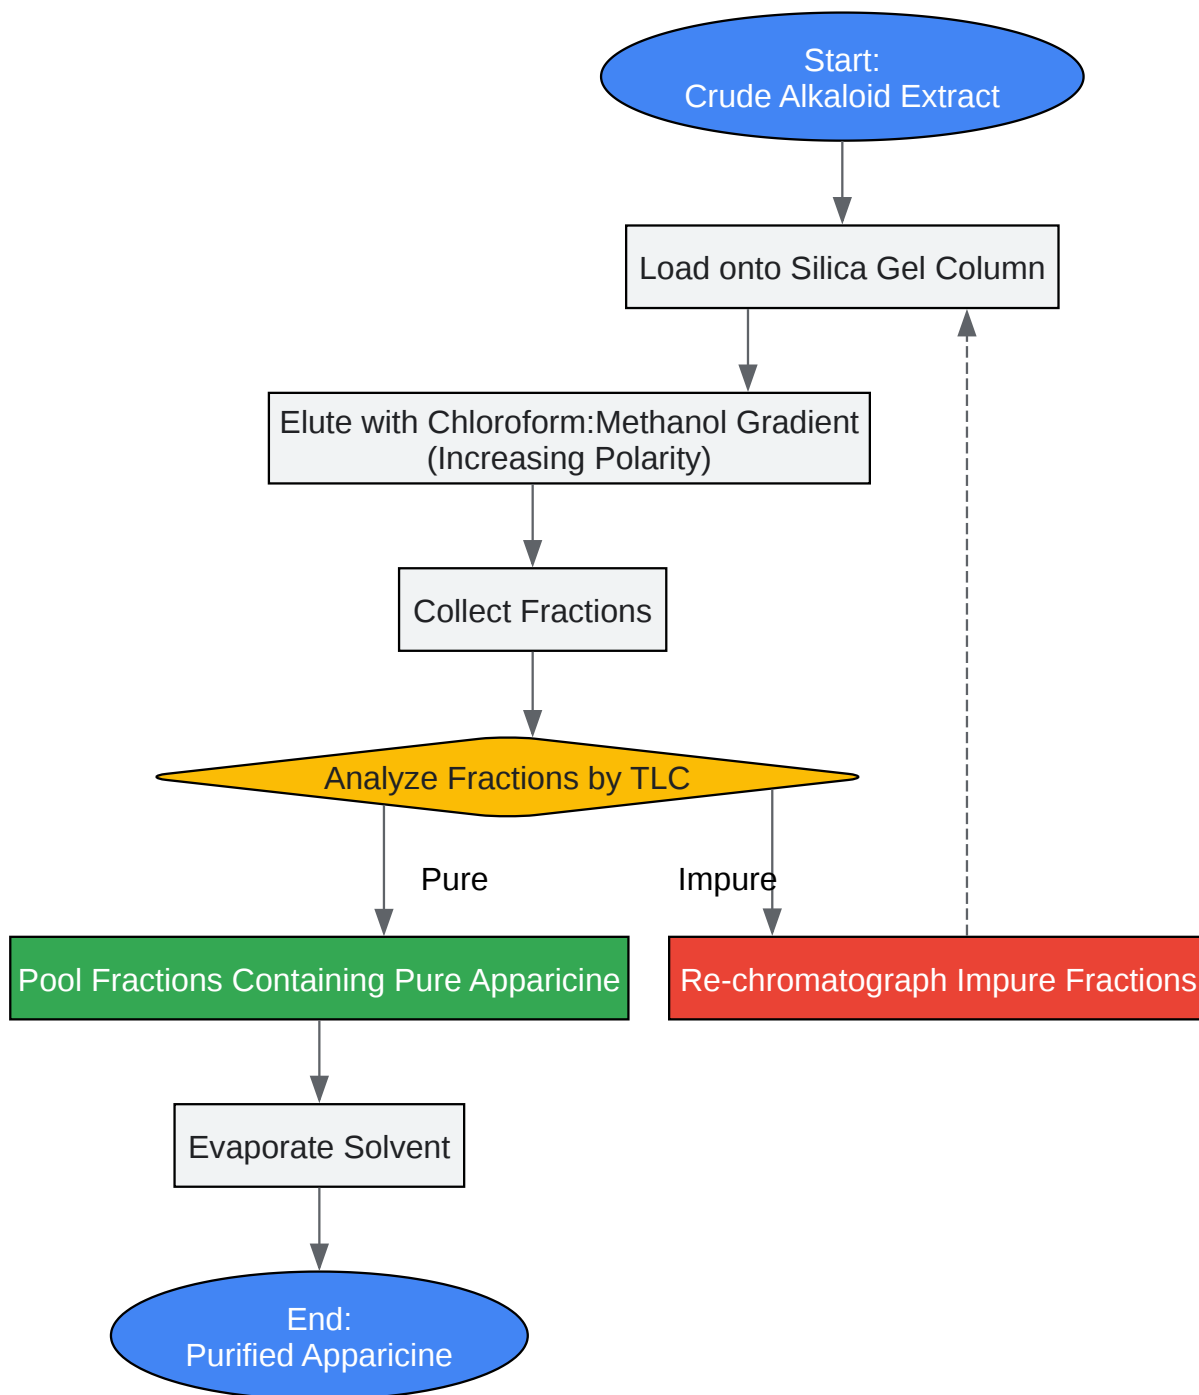 Start:
Crude Alkaloid Extract
Load onto Silica Gel Column
Elute with Chloroform:Methanol Gradient
(Increasing Polarity)
Collect Fractions
Analyze Fractions by TLC
Pure
Impure
Pool Fractions Containing Pure Apparicine
Re-chromatograph Impure Fractions
Evaporate Solvent
End:
Purified Apparicine